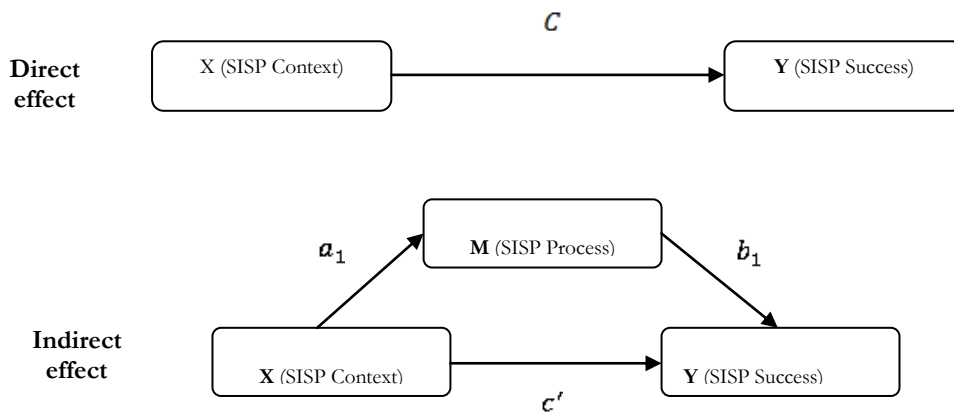 C
Direct
effect
X (SISP Context)
Y (SISP Success)
M (SISP Process)
a₁
b₁
Indirect
effect
X (SISP Context)
Y (SISP Success)
c'